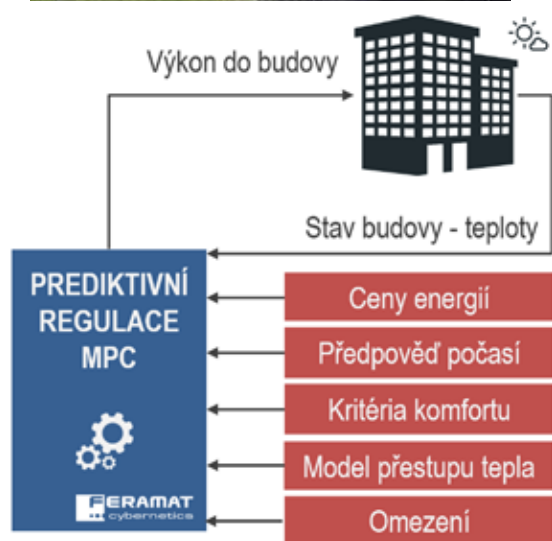 Výkon do budovy
Stav budovy - teploty
PREDIKTIVNÍ
REGULACE
MPC
Ceny energií
Předpověď počasí
Kritéria komfortu
Model přestupu tepla
Omezení
FERAMAT
cybernetics